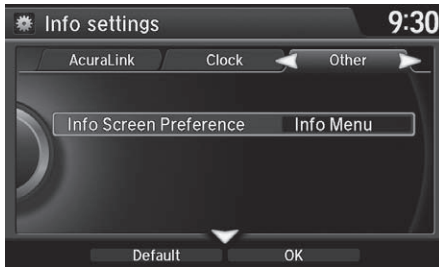 Info settings 9:30
AcuraLink Clock Other
Info Screen Preference Info Menu
Default OK